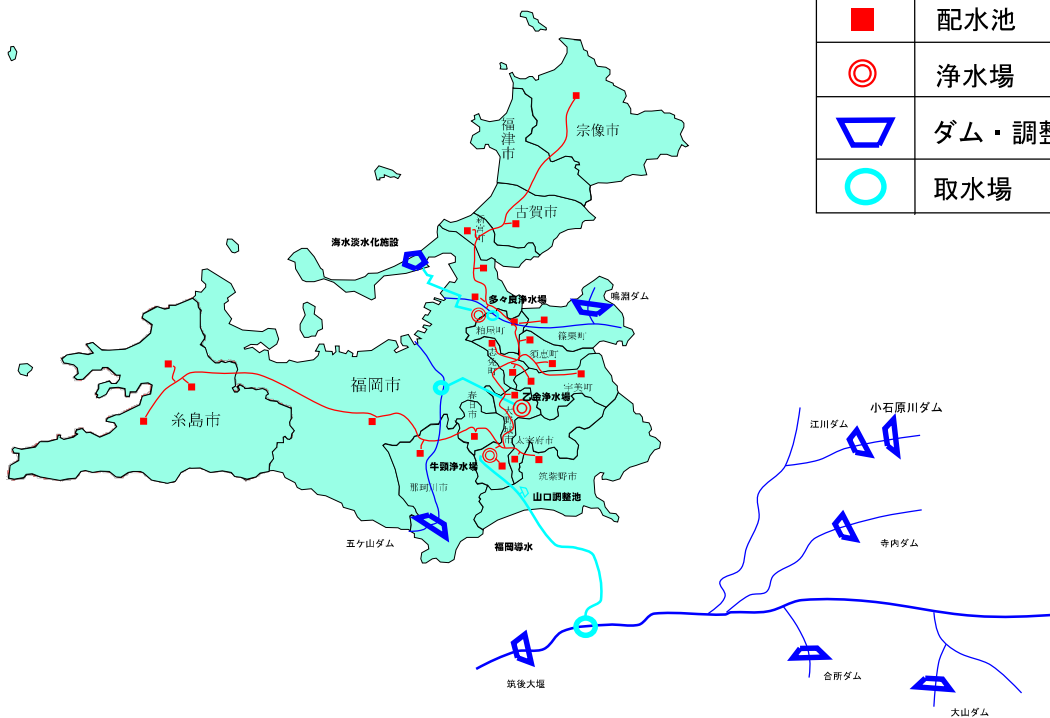 配水池
浄水場
ダム・調整
取水場
宗像市
福津市
古賀市
新宮町
海水淡水化施設
多々良浄水場
鳴淵ダム
粕屋町
篠栗町
志免町
須恵町
宇美町
福岡市
糸島市
春日市
乙金浄水場
大野城市
太宰府市
牛頸浄水場
筑紫野市
那珂川市
山口調整池
五ケ山ダム
福岡導水
江川ダム
小石原川ダム
寺内ダム
筑後大堰
合所ダム
大山ダム